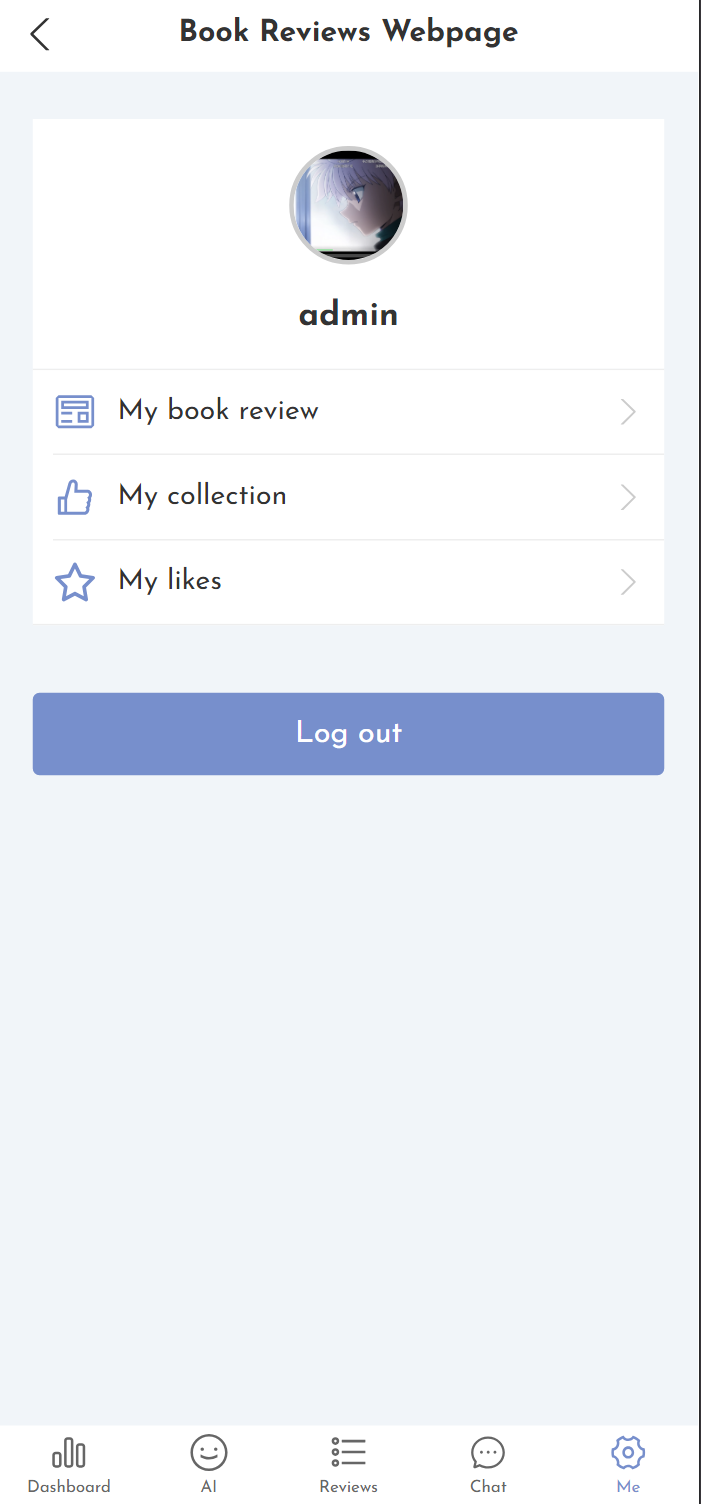 Book Reviews Webpage
admin
My book review
My collection
My likes
Log out
Dashboard
AI
Reviews
Chat
Me